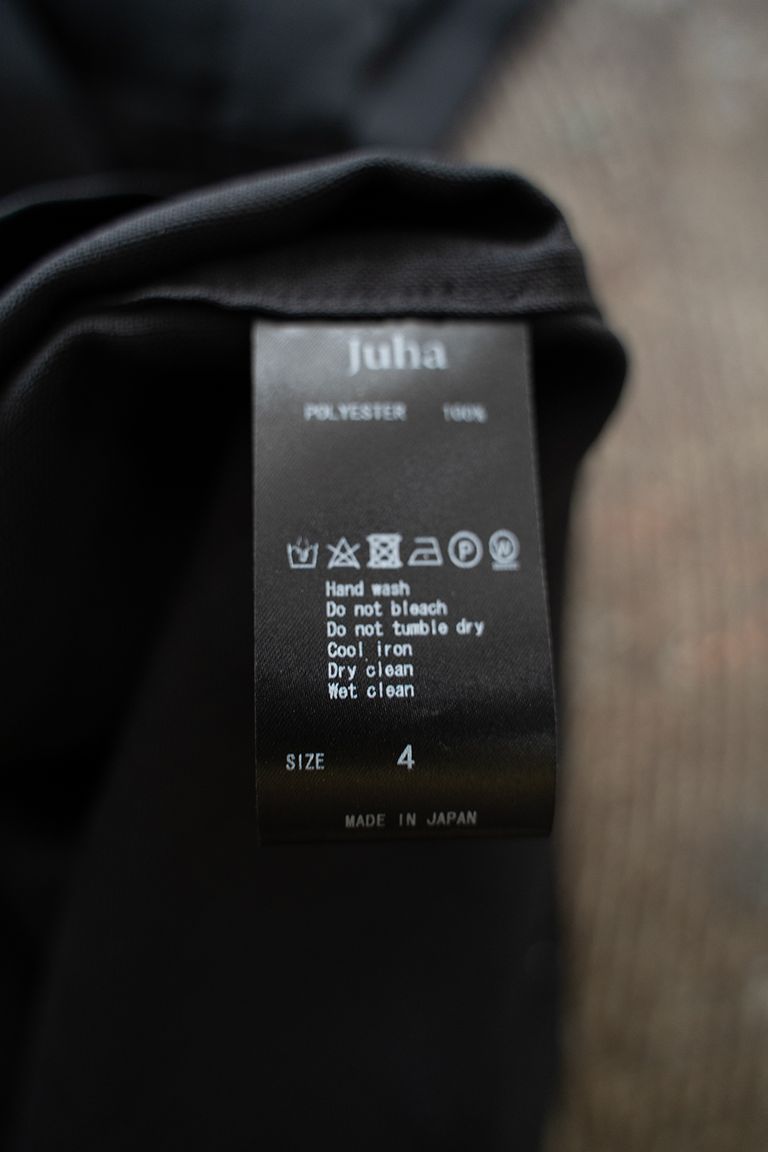 Juha
POLYESTER 100%
P W
Hand wash
Do not bleach
Do not tumble dry
Cool iron
Dry clean
Wet clean
SIZE 4
MADE IN JAPAN